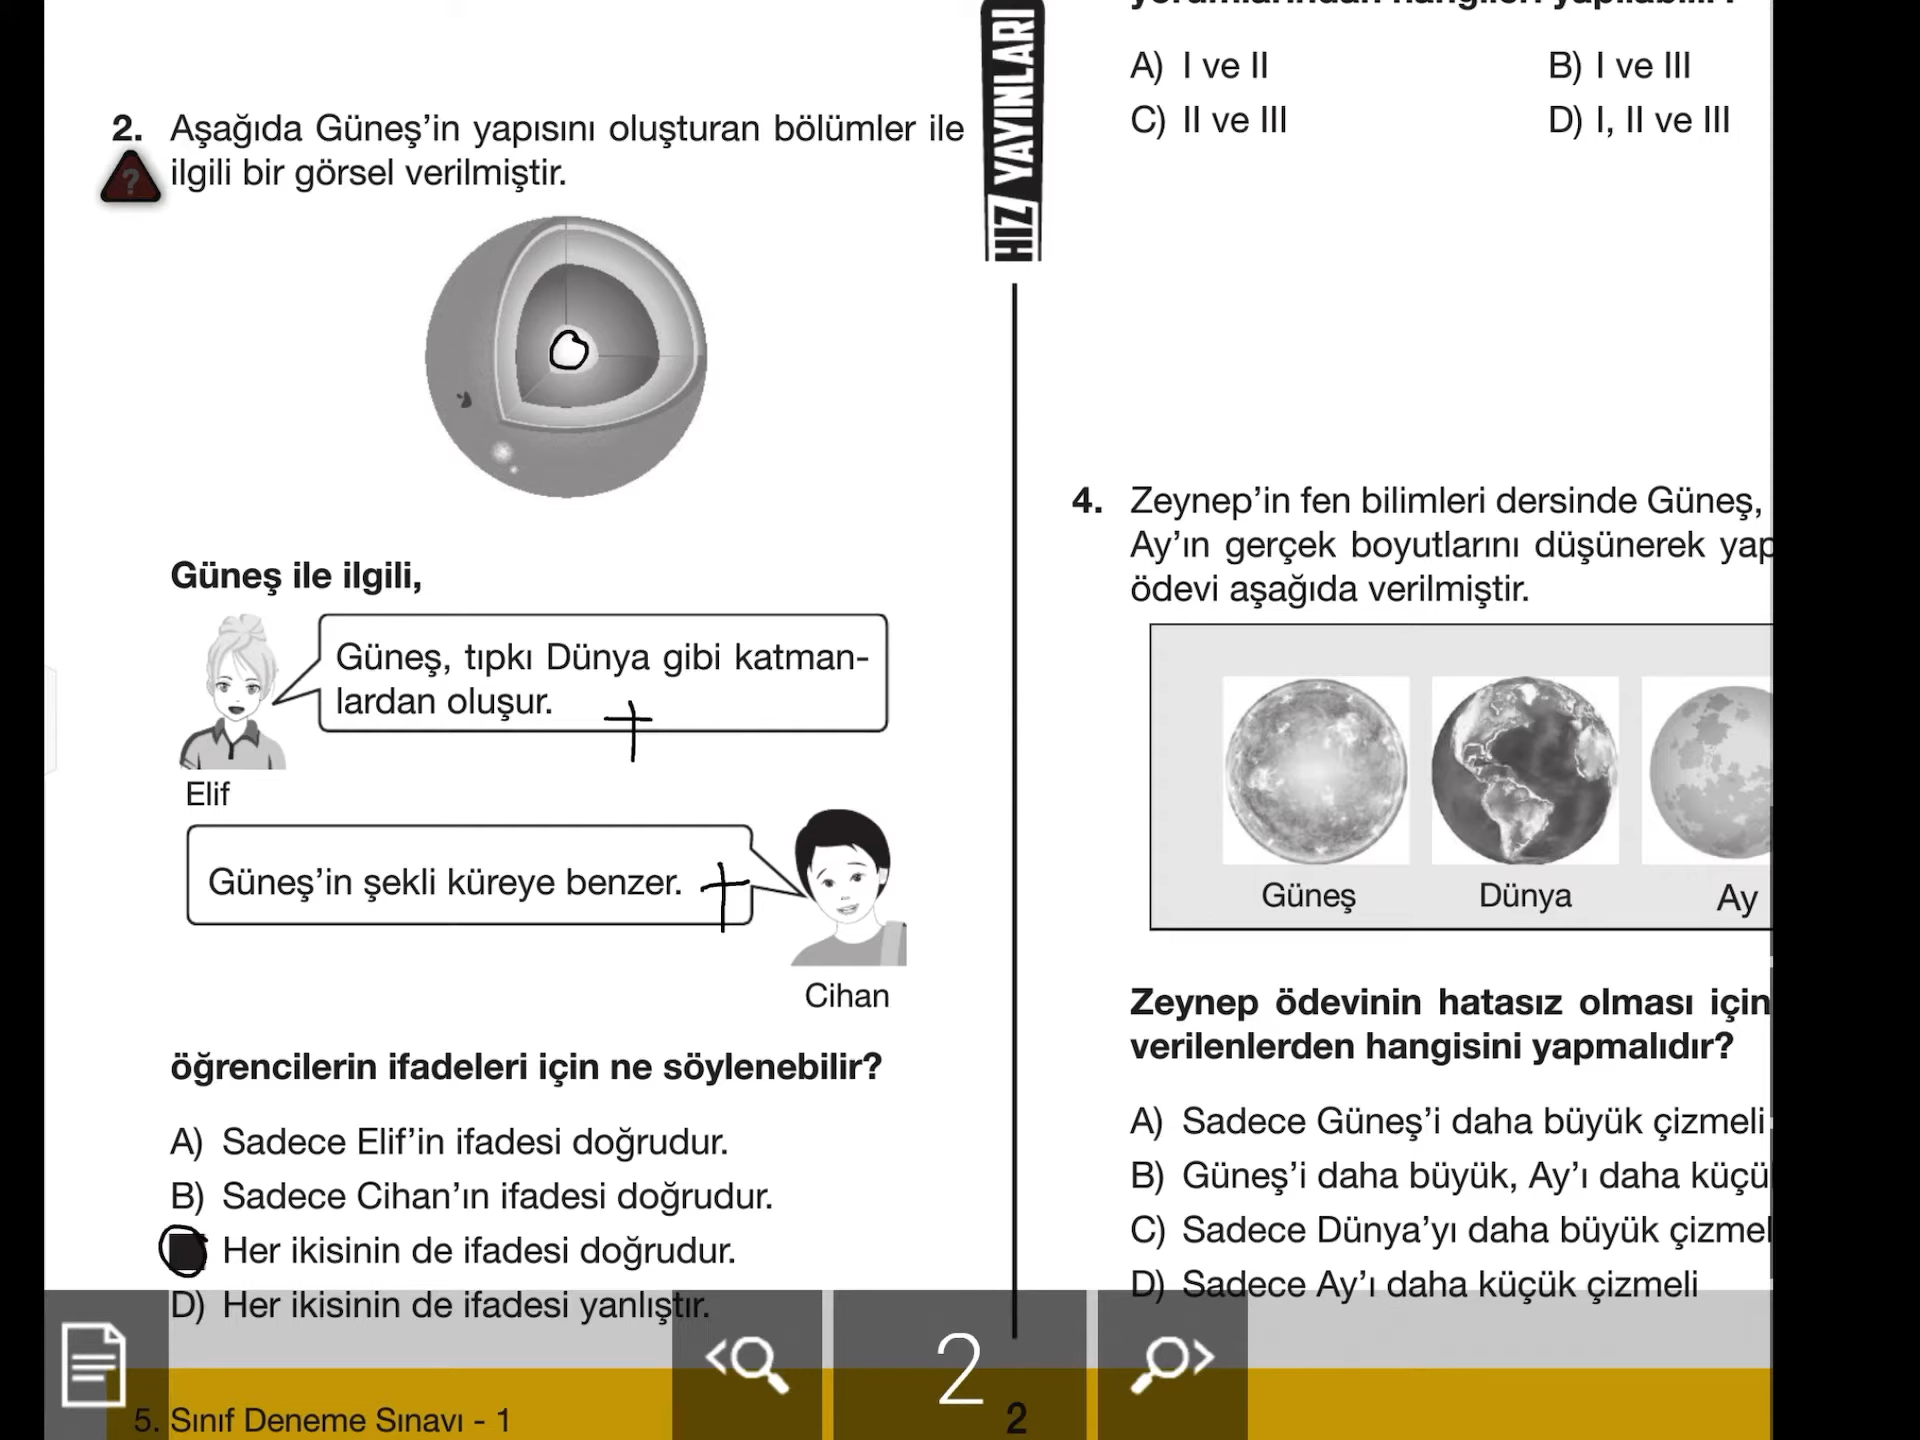 2. Aşağıda Güneş’in yapısını oluşturan bölümler ile
ilgili bir görsel verilmiştir.
?
Güneş ile ilgili,
Güneş, tıpkı Dünya gibi katman-
lardan oluşur.
Elif
Güneş’in şekli küreye benzer.
Cihan
öğrencilerin ifadeleri için ne söylenebilir?
A) Sadece Elif’in ifadesi doğrudur.
B) Sadece Cihan’ın ifadesi doğrudur.
Her ikisinin de ifadesi doğrudur.
D) Her ikisinin de ifadesi yanlıştır.
HIZ YAYINLARI
A) I ve II
B) I ve III
C) II ve III
D) I, II ve III
4. Zeynep’in fen bilimleri dersinde Güneş,
Ay’ın gerçek boyutlarını düşünerek yap
ödevi aşağıda verilmiştir.
Güneş
Dünya
Ay
Zeynep ödevinin hatasız olması için
verilenlerden hangisini yapmalıdır?
A) Sadece Güneş’i daha büyük çizmeli
B) Güneş’i daha büyük, Ay’ı daha küçü
C) Sadece Dünya’yı daha büyük çizmel
D) Sadece Ay’ı daha küçük çizmeli
2
5. Sınıf Deneme Sınavı - 1
2